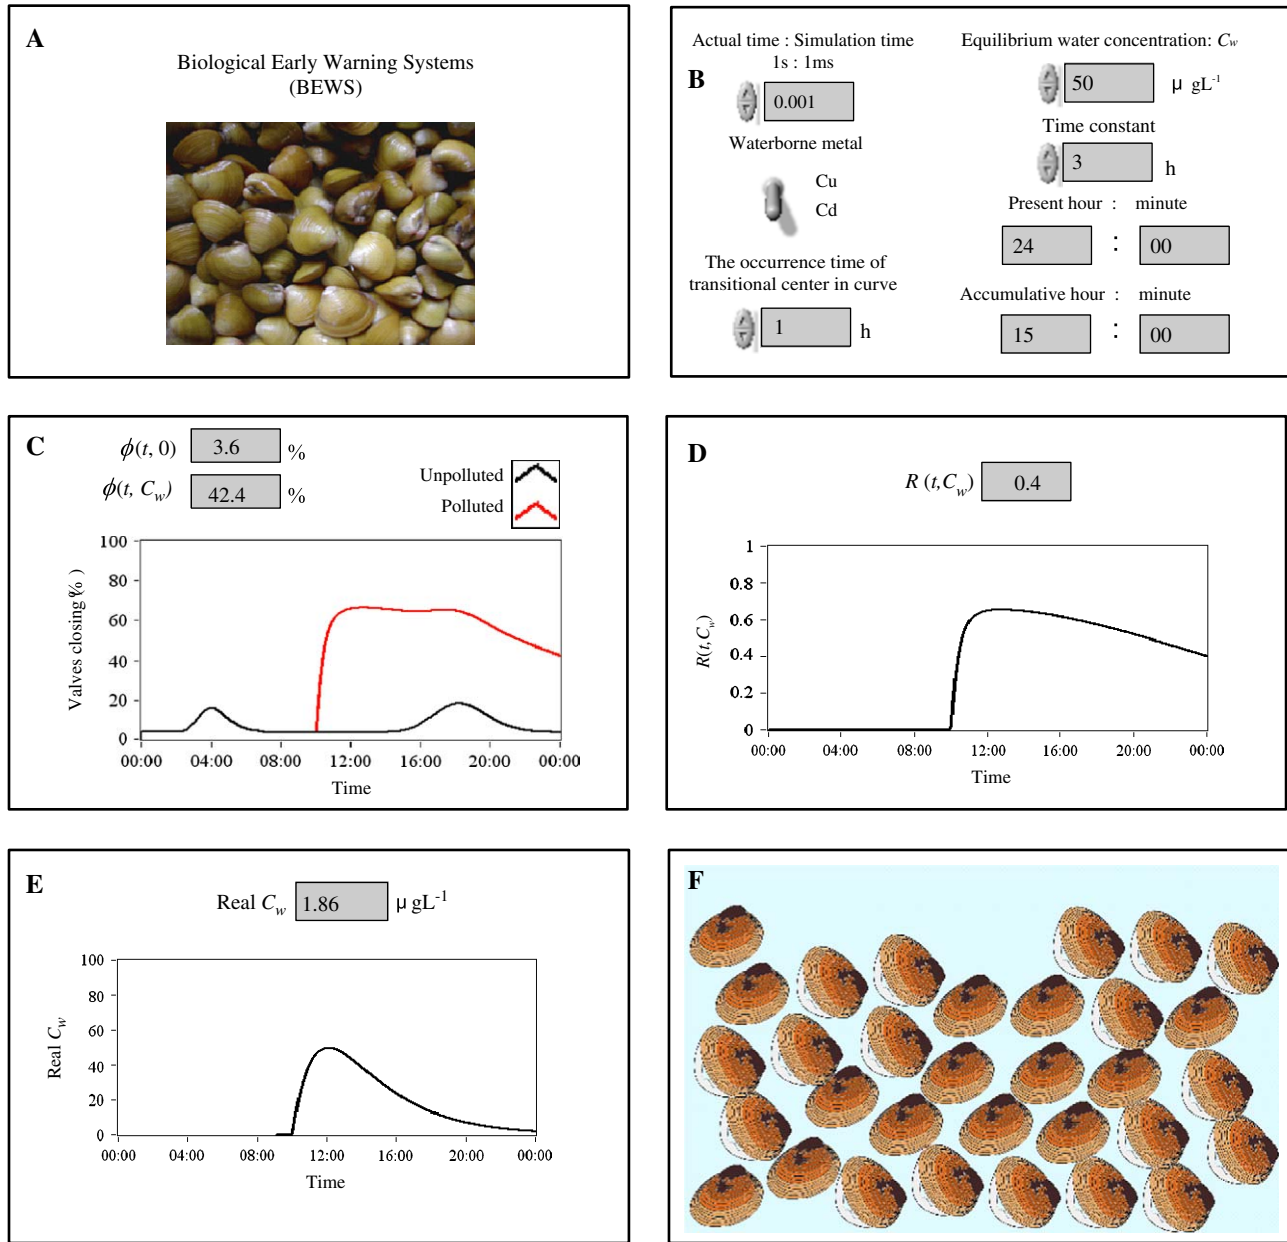 A
Biological Early Warning Systems
(BEWS)
B
Actual time : Simulation time
1s : 1ms
0.001
Waterborne metal
Cu
Cd
The occurrence time of
transitional center in curve
1 h
Equilibrium water concentration: Cw
50 μ gL-1
Time constant
3 h
Present hour : minute
24 : 00
Accumulative hour : minute
15 : 00
C
ϕ(t, 0) 3.6 %
ϕ(t, Cw) 42.4 %
Unpolluted
Polluted
Valves closing (%)
100
80
60
40
20
0
00:00 04:00 08:00 12:00 16:00 20:00 00:00
Time
D
R (t,Cw) 0.4
R(t,Cw)
1
0.8
0.6
0.4
0.2
0
00:00 04:00 08:00 12:00 16:00 20:00 00:00
Time
E
Real Cw 1.86 μ gL-1
Real Cw
100
80
60
40
20
0
00:00 04:00 08:00 12:00 16:00 20:00 00:00
Time
F